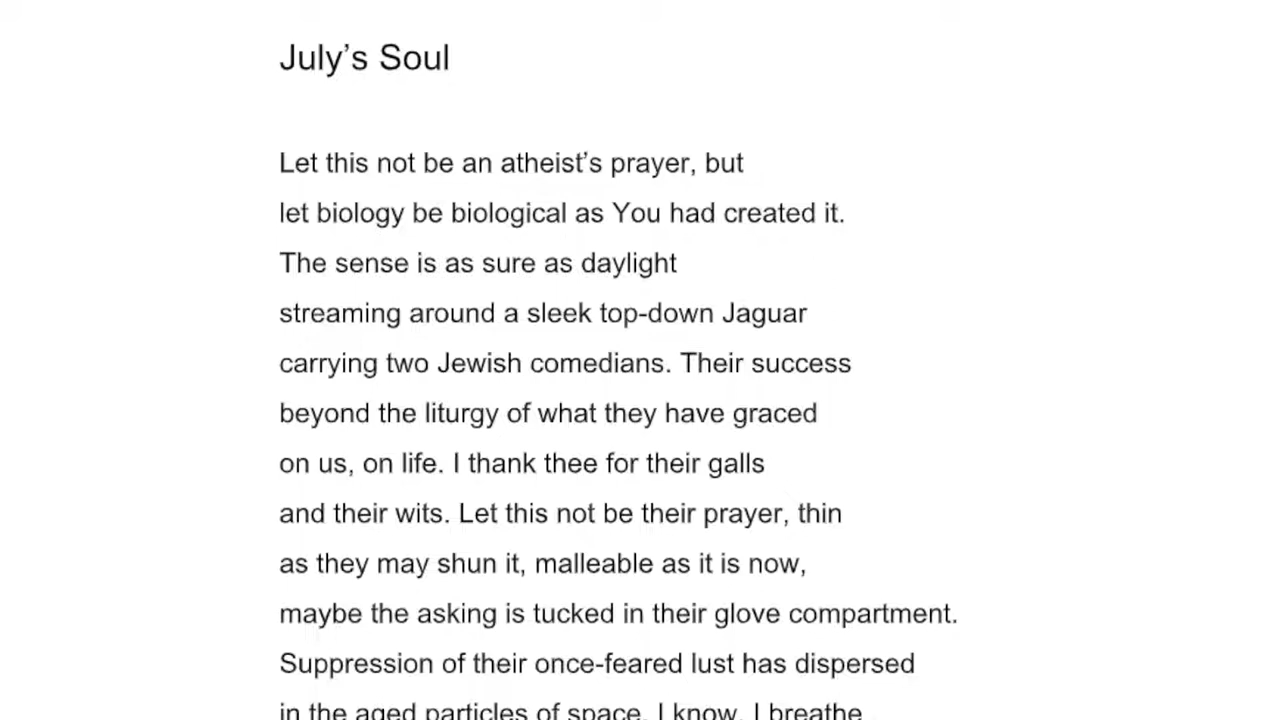 July’s Soul
Let this not be an atheist’s prayer, but
let biology be biological as You had created it.
The sense is as sure as daylight
streaming around a sleek top-down Jaguar
carrying two Jewish comedians. Their success
beyond the liturgy of what they have graced
on us, on life. I thank thee for their galls
and their wits. Let this not be their prayer, thin
as they may shun it, malleable as it is now,
maybe the asking is tucked in their glove compartment.
Suppression of their once-feared lust has dispersed
in the aged particles of space. I know. I breathe